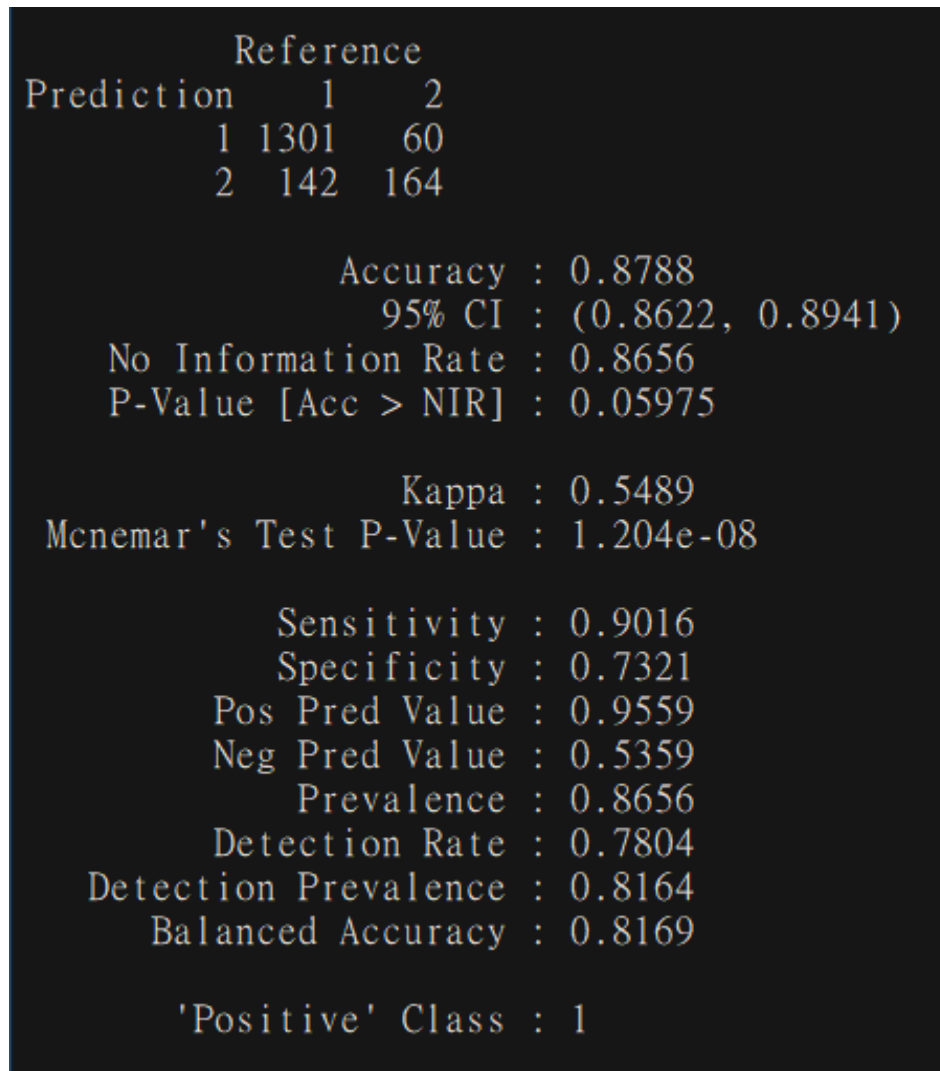 Reference
Prediction 1 2
1 1301 60
2 142 164
Accuracy : 0.8788
95% CI : (0.8622, 0.8941)
No Information Rate : 0.8656
P-Value [Acc > NIR] : 0.05975
Kappa : 0.5489
Mcnemar's Test P-Value : 1.204e-08
Sensitivity : 0.9016
Specificity : 0.7321
Pos Pred Value : 0.9559
Neg Pred Value : 0.5359
Prevalence : 0.8656
Detection Rate : 0.7804
Detection Prevalence : 0.8164
Balanced Accuracy : 0.8169
'Positive' Class : 1